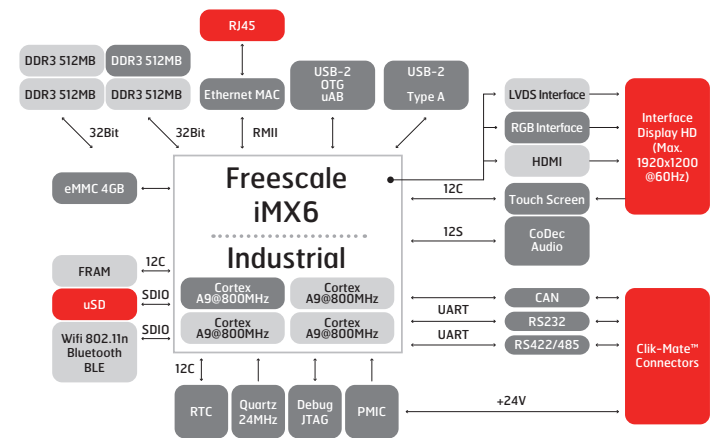 RJ45
DDR3 512MB
DDR3 512MB
DDR3 512MB
DDR3 512MB
Ethernet MAC
USB-2
OTG
uAB
USB-2
Type A
32Bit
32Bit
RMII
LVDS Interface
RGB Interface
HDMI
Touch Screen
CoDec
Audio
Interface
Display HD
(Max.
1920x1200
@60Hz)
eMMC 4GB
Freescale
iMX6
Industrial
12C
12S
FRAM
uSD
Wifi 802.11n
Bluetooth
BLE
12C
SDIO
SDIO
Cortex
A9@800MHz
Cortex
A9@800MHz
Cortex
A9@800MHz
Cortex
A9@800MHz
UART
UART
CAN
RS232
RS422/485
Clik-Mate™
Connectors
12C
RTC
Quartz
24MHz
Debug
JTAG
PMIC
+24V